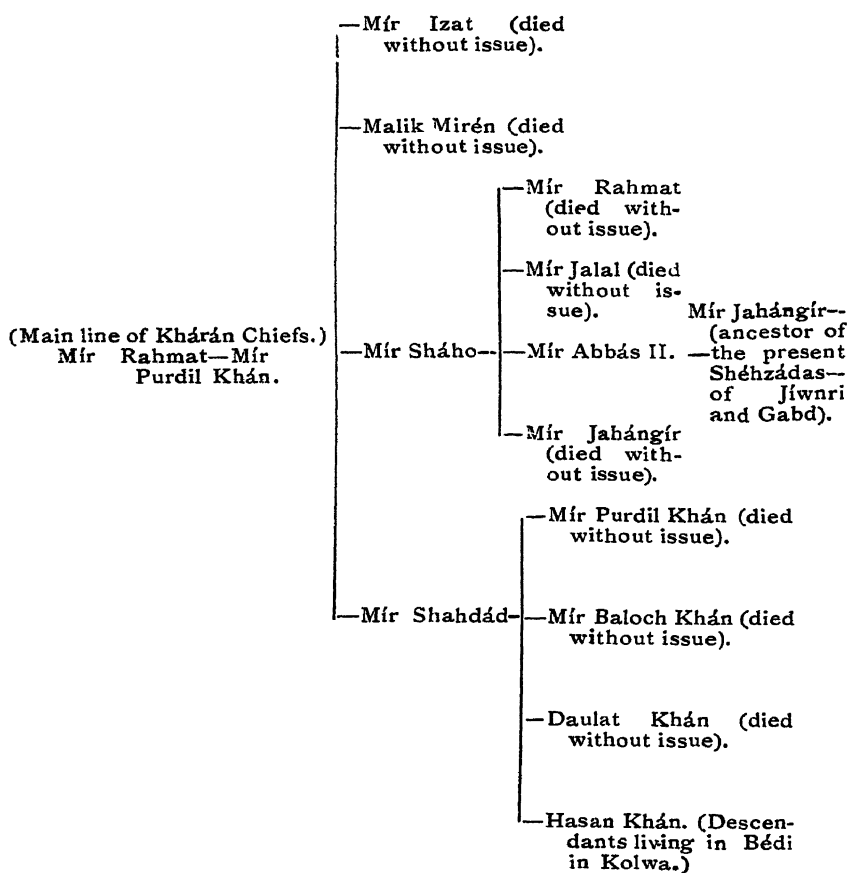 —Mír Izat (died
without issue).
—Malik Mirén (died
without issue).
—Mír Rahmat
(died with-
out issue).
—Mír Jalal (died
without is-
sue).
(Main line of Khárán Chiefs.)
Mír Rahmat—Mír
Purdil Khán.
—Mír Sháho—
—Mír Abbás II.
Mír Jahángír—
—(ancestor of
the present
Shéhzádas—
of Jíwnri
and Gabd).
—Mír Jahángír
(died with-
out issue).
—Mír Shahdád—
—Mír Purdil Khán (died
without issue).
—Mír Baloch Khán (died
without issue).
—Daulat Khán (died
without issue).
—Hasan Khán. (Descen-
dants living in Bédi
in Kolwa.)